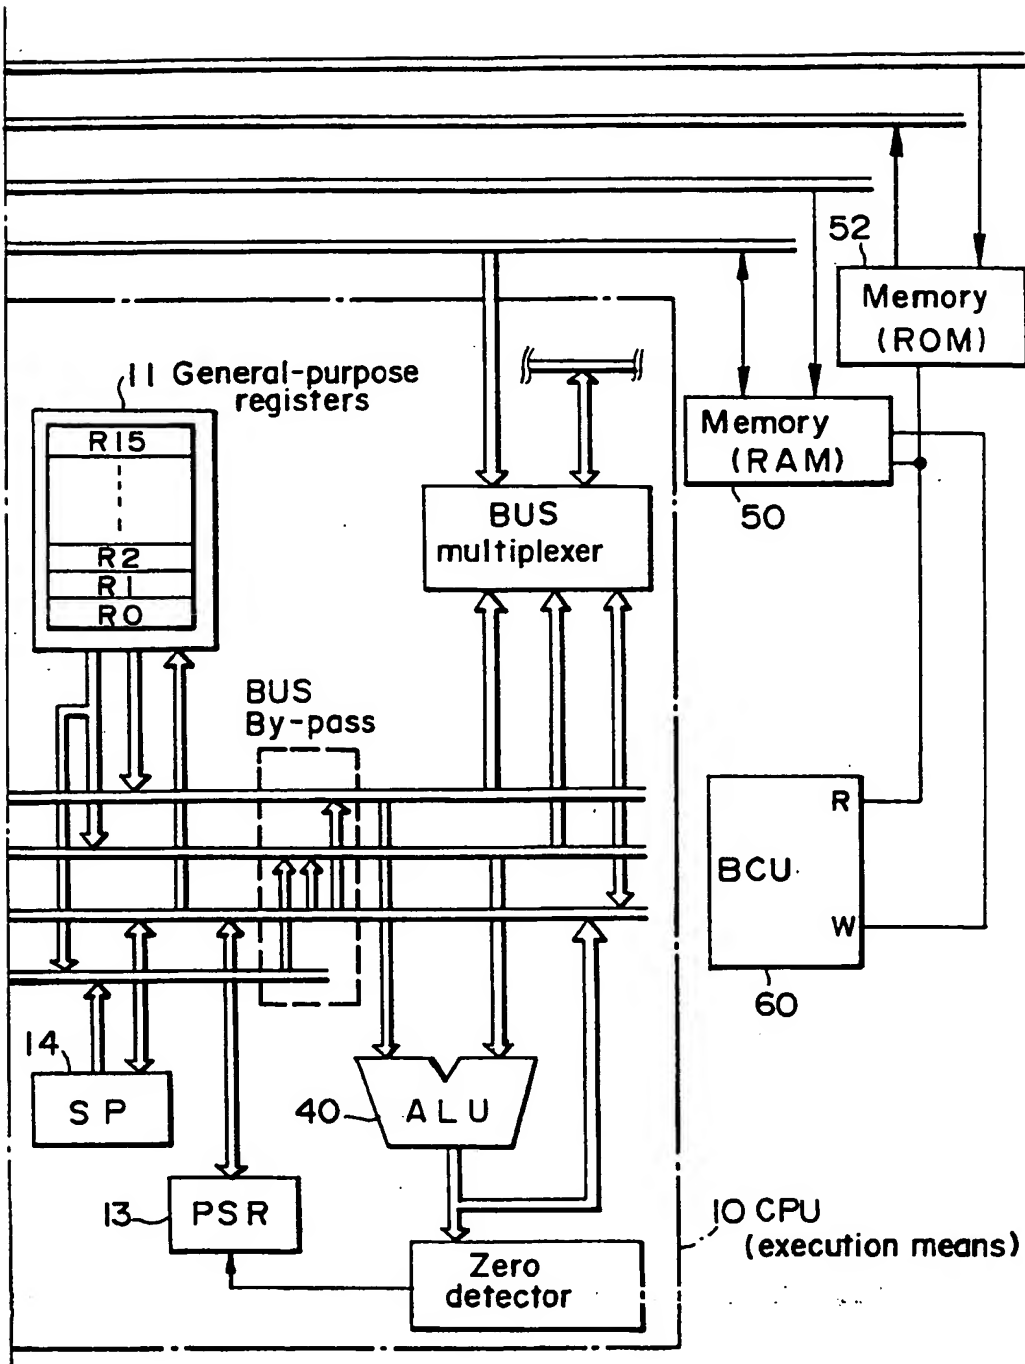 52
Memory
(ROM)
11 General-purpose
registers
R15
R2
R1
R0
BUS
multiplexer
Memory
(RAM)
50
BUS
By-pass
R
BCU
W
60
14
SP
40
ALU
13
PSR
Zero
detector
10 CPU
(execution means)